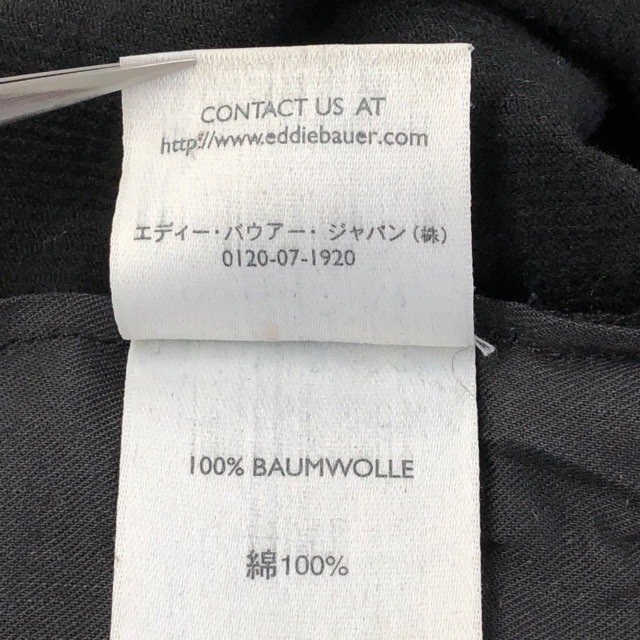 CONTACT US AT
http://www.eddiebauer.com
エディー・バウアー・ジャパン(株)
0120-07-1920
100% BAUMWOLLE
綿100%